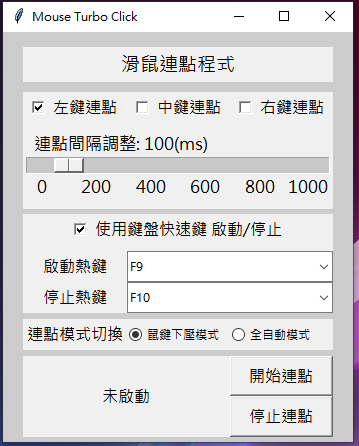 Mouse Turbo Click
滑鼠連點程式
左鍵連點 中鍵連點 右鍵連點
連點間隔調整: 100(ms)
0 200 400 600 800 1000
使用鍵盤快速鍵 啟動/停止
啟動熱鍵 F9
停止熱鍵 F10
連點模式切換 鼠鍵下壓模式 全自動模式
未啟動
開始連點
停止連點